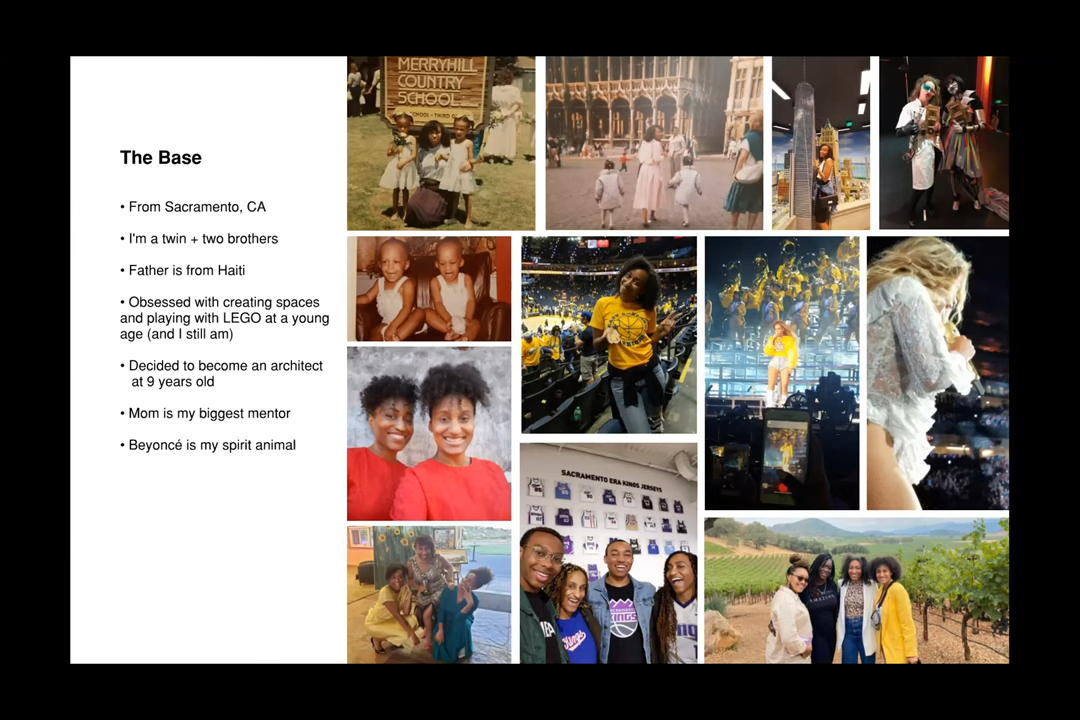 The Base
• From Sacramento, CA
• I'm a twin + two brothers
• Father is from Haiti
• Obsessed with creating spaces
and playing with LEGO at a young
age (and I still am)
• Decided to become an architect
at 9 years old
• Mom is my biggest mentor
• Beyoncé is my spirit animal
MERRYHILL
COUNTRY
SCHOOL
SACRAMENTO ERA KINGS JERSEYS
SACRAMENTO
KINGS
Kings